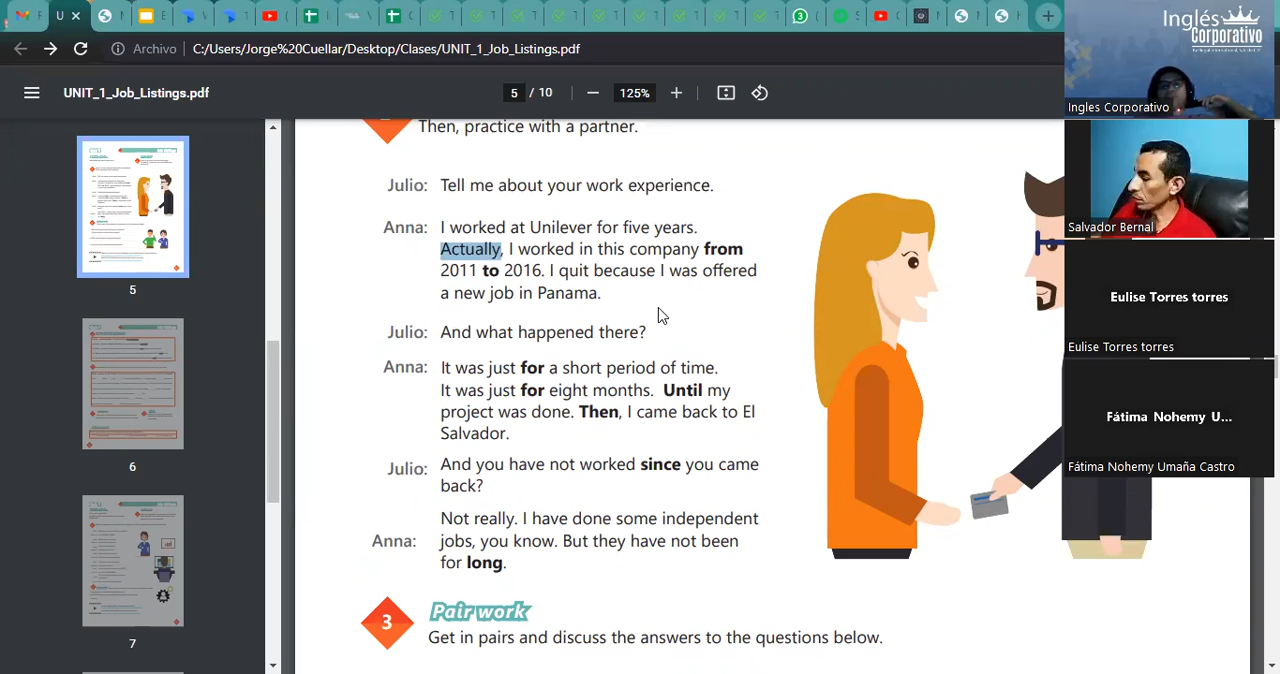 U
3
Archivo
C:/Users/Jorge%20Cuellar/Desktop/Clases/UNIT_1_Job_Listings.pdf
UNIT_1_Job_Listings.pdf
5 / 10
125%
Then, practice with a partner.
Julio: Tell me about your work experience.
Anna: I worked at Unilever for five years.
Actually, I worked in this company from
2011 to 2016. I quit because I was offered
a new job in Panama.
Julio: And what happened there?
Anna: It was just for a short period of time.
It was just for eight months. Until my
project was done. Then, I came back to El
Salvador.
Julio: And you have not worked since you came
back?
Not really. I have done some independent
Anna: jobs, you know. But they have not been
for long.
3 Pair work
Get in pairs and discuss the answers to the questions below.
5
6
7
Inglés
Corporativo
Ingles Corporativo
Salvador Bernal
Eulise Torres torres
Eulise Torres torres
Fátima Nohemy U...
Fátima Nohemy Umaña Castro